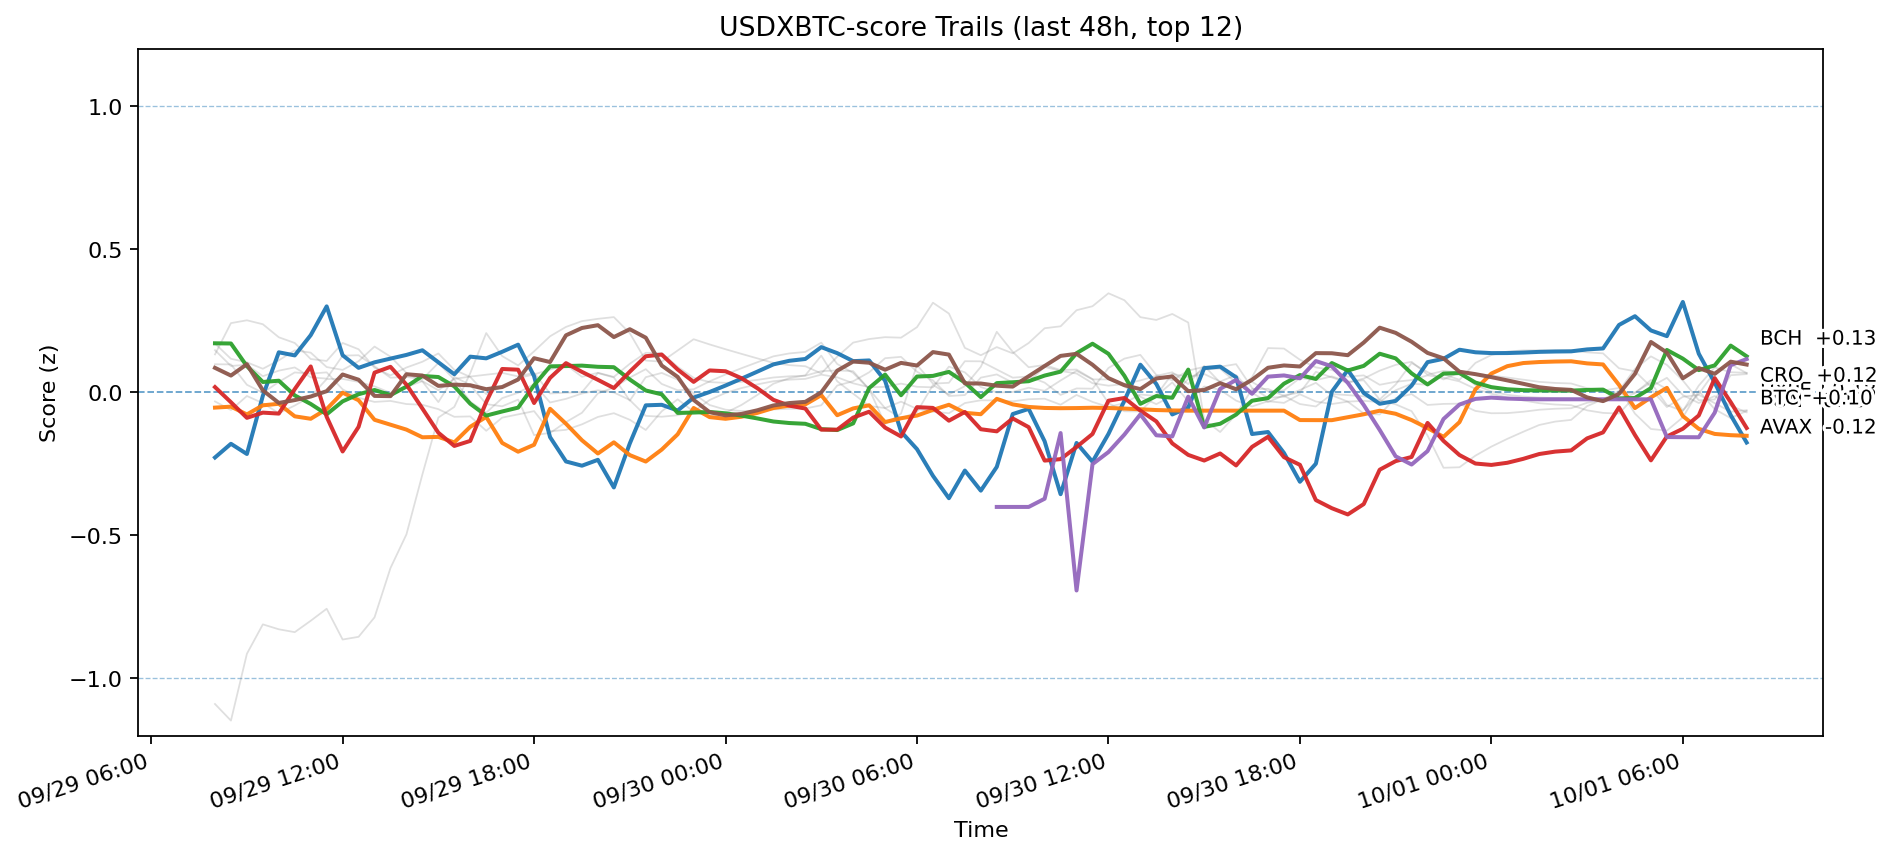 USDXBTC-score Trails (last 48h, top 12)
1.0
0.5
0.0
−0.5
−1.0
Score (z)
BCH +0.13
CRO +0.12
BTC +0.10
AVAX -0.12
09/29 06:00
09/29 12:00
09/29 18:00
09/30 00:00
09/30 06:00
09/30 12:00
09/30 18:00
10/01 00:00
10/01 06:00
Time